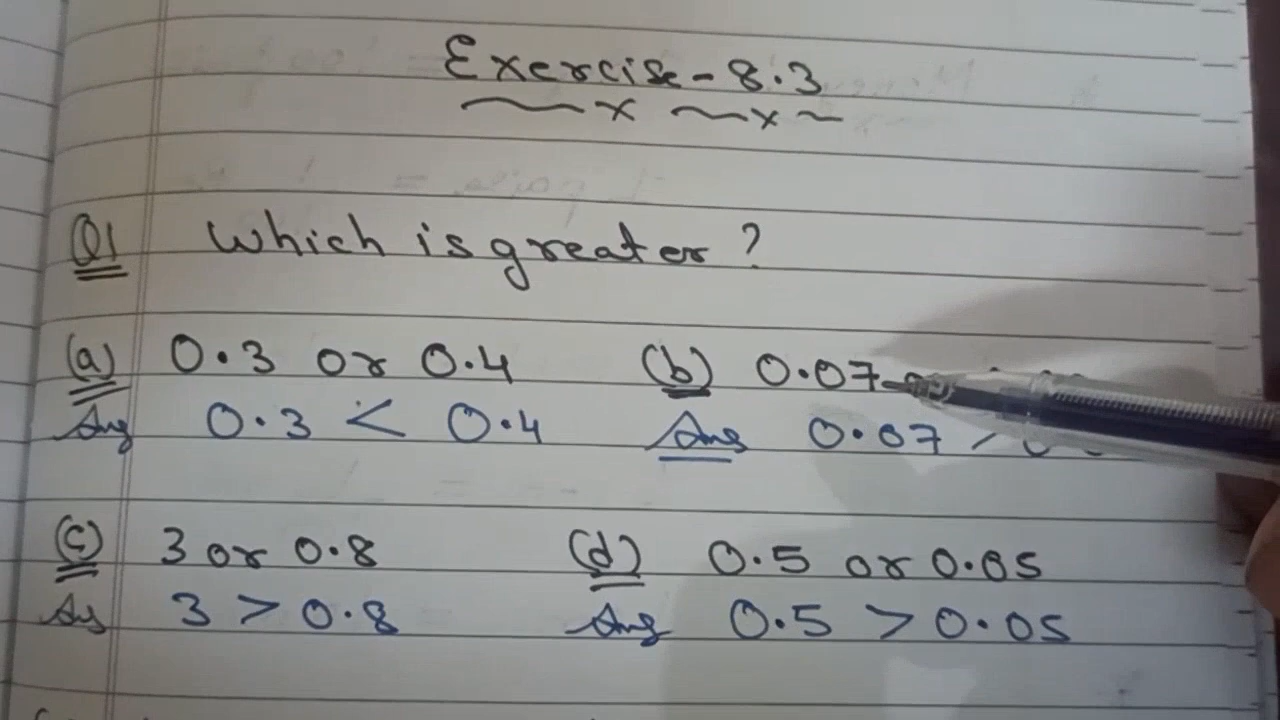 Exercise-8.3
Q1 Which is greater?
(a) 0.3 or 0.4 (b) 0.07
Ans 0.3 < 0.4 Ans 0.07 >
(c) 3 or 0.8 (d) 0.5 or 0.05
Ans 3 > 0.8 Ans 0.5 > 0.05